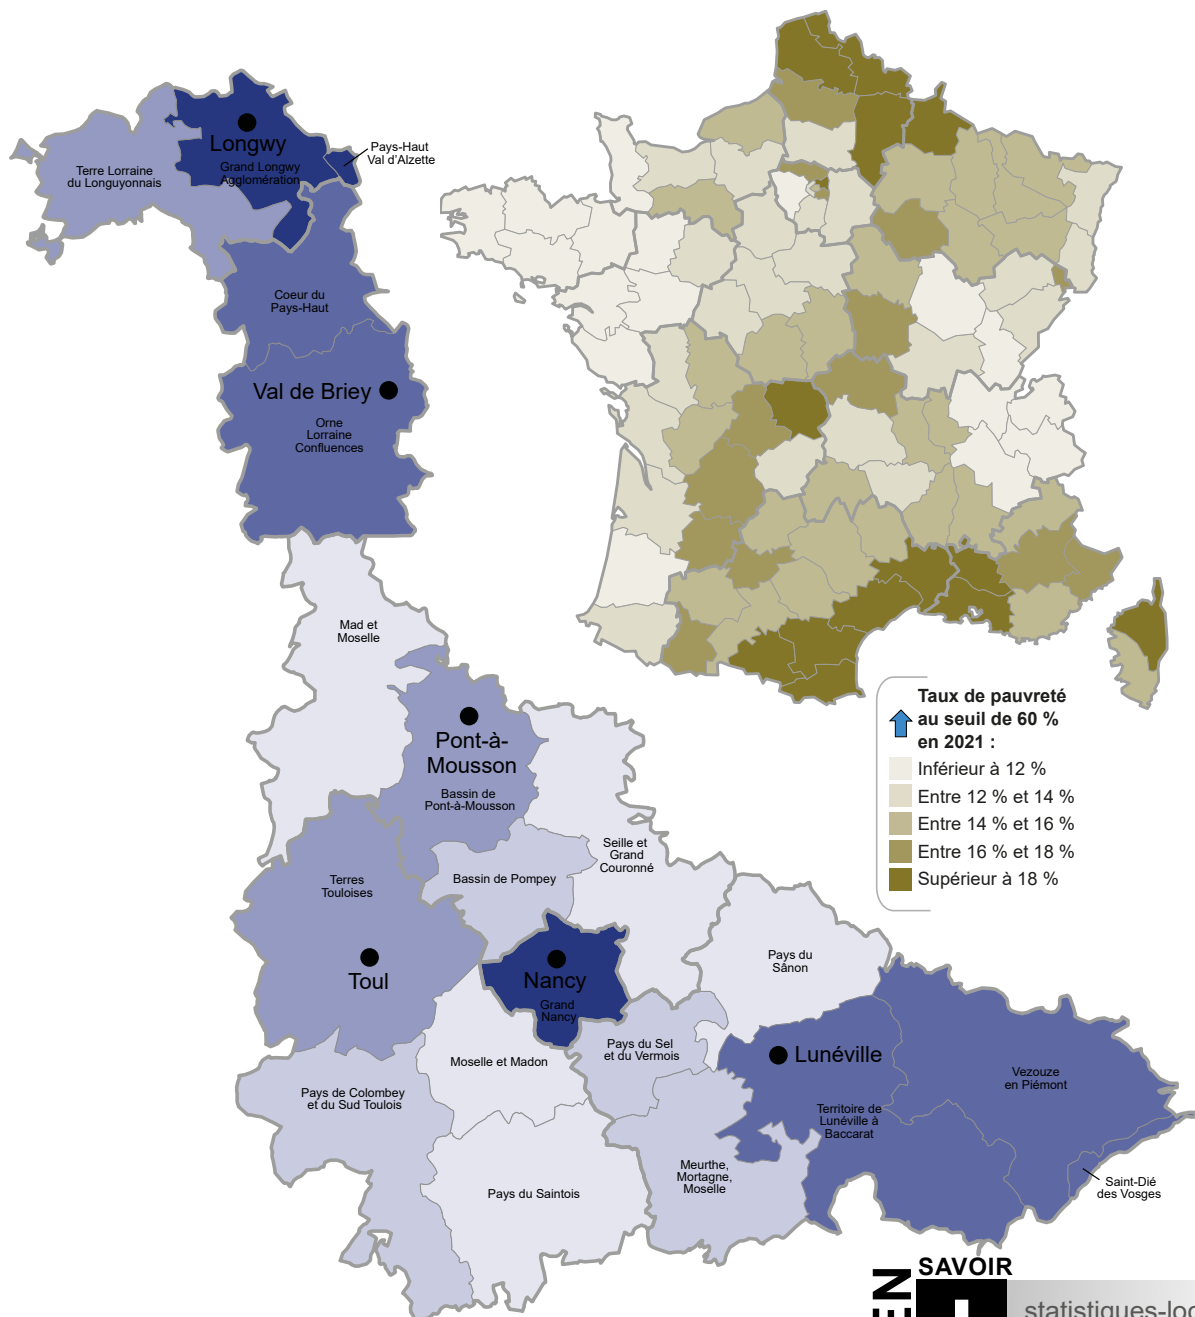 Longwy
Grand Longwy
Agglomération
Pays-Haut
Val d'Alzette
Terre Lorraine
du Longuyonnais
Coeur du
Pays-Haut
Val de Briey
Orne
Lorraine
Confluences
Mad et
Moselle
Pont-à-
Mousson
Bassin de
Pont-à-Mousson
Seille et
Grand
Couronné
Bassin de Pompey
Terres
Touloises
Toul
Nancy
Grand
Nancy
Pays du
Sânon
Pays du Sel
et du Vermois
Lunéville
Moselle et Madon
Vezouze
en Piémont
Pays de Colombey
et du Sud Toulois
Territoire de
Lunéville à
Baccarat
Meurthe,
Mortagne,
Moselle
Pays du Saintois
Saint-Dié
des Vosges
Taux de pauvreté
au seuil de 60 %
en 2021 :
Inférieur à 12 %
Entre 12 % et 14 %
Entre 14 % et 16 %
Entre 16 % et 18 %
Supérieur à 18 %
EN
SAVOIR
statistiques-loc